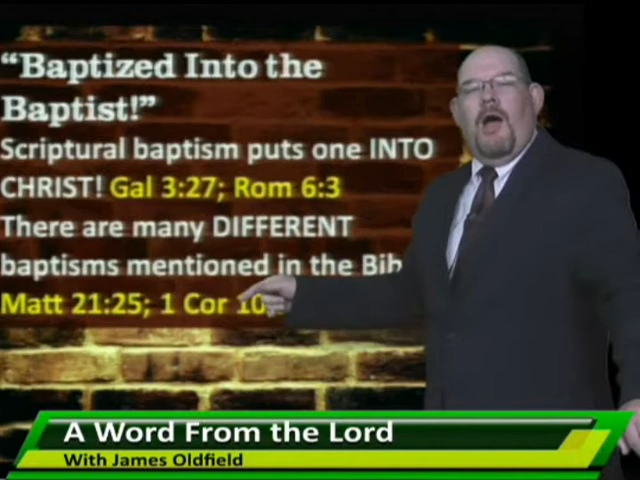 “Baptized Into the
Baptist!”
Scriptural baptism puts one INTO
CHRIST! Gal 3:27; Rom 6:3
There are many DIFFERENT
baptisms mentioned in the
Matt 21:25; 1 Cor 10
A Word From the Lord
With James Oldfield